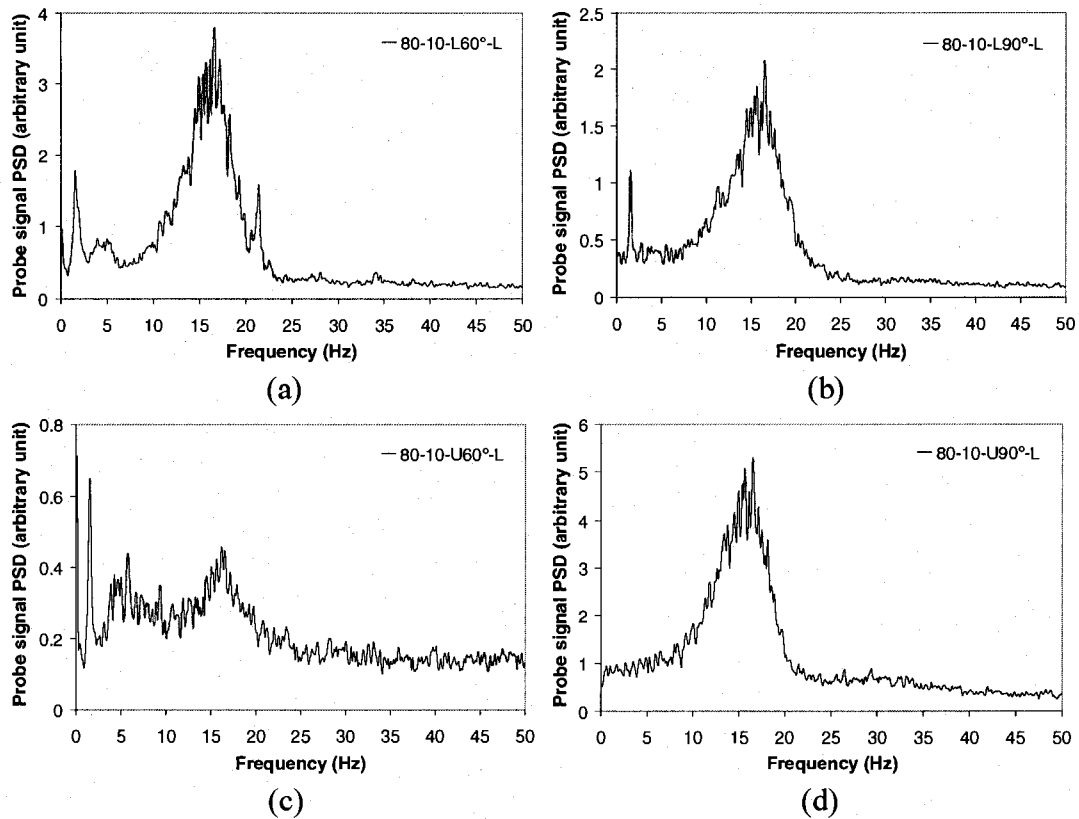 Probe signal PSD (arbitrary unit)
4
3
2
1
0
80-10-L60°-L
0 5 10 15 20 25 30 35 40 45 50
Frequency (Hz)
(a)
Probe signal PSD (arbitrary unit)
2.5
2
1.5
1
0.5
0
80-10-L90°-L
0 5 10 15 20 25 30 35 40 45 50
Frequency (Hz)
(b)
Probe signal PSD (arbitrary unit)
0.8
0.6
0.4
0.2
0
80-10-U60°-L
0 5 10 15 20 25 30 35 40 45 50
Frequency (Hz)
(c)
Probe signal PSD (arbitrary unit)
6
5
4
3
2
1
0
80-10-U90°-L
0 5 10 15 20 25 30 35 40 45 50
Frequency (Hz)
(d)